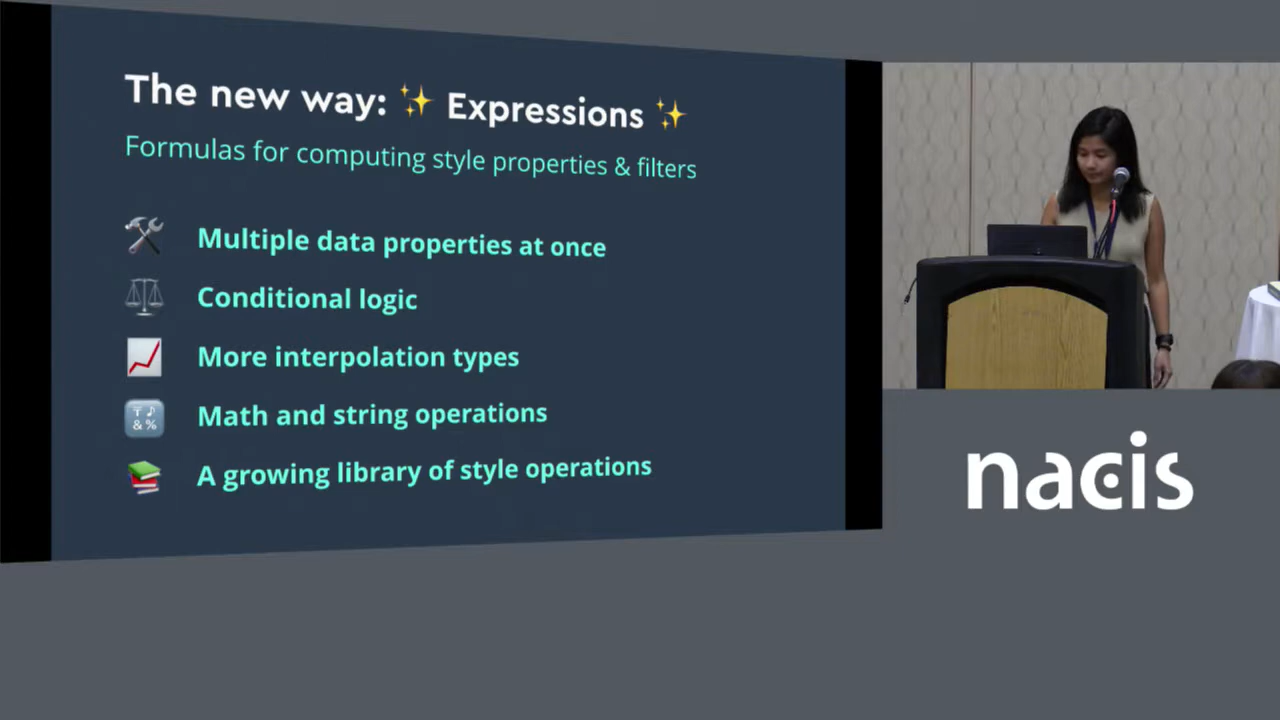 The new way: ✨ Expressions ✨
Formulas for computing style properties & filters
Multiple data properties at once
Conditional logic
More interpolation types
Math and string operations
A growing library of style operations
nacis